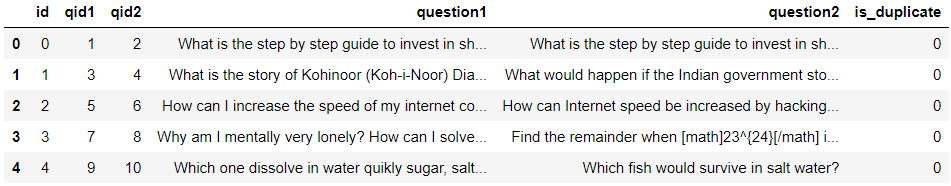 id qid1 qid2 question1 question2 is_duplicate
0 0 1 2 What is the step by step guide to invest in sh... What is the step by step guide to invest in sh... 0
1 1 3 4 What is the story of Kohinoor (Koh-i-Noor) Dia... What would happen if the Indian government sto... 0
2 2 5 6 How can I increase the speed of my internet co... How can Internet speed be increased by hacking... 0
3 3 7 8 Why am I mentally very lonely? How can I solve... Find the remainder when [math]23^{24}[/math] i... 0
4 4 9 10 Which one dissolve in water quikly sugar, salt... Which fish would survive in salt water? 0